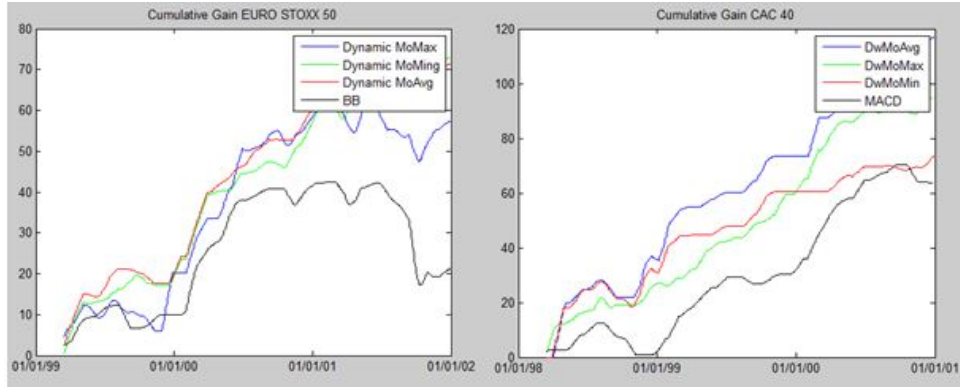 Cumulative Gain EURO STOXX 50
80
70
60
50
40
30
20
10
0
01/01/99
01/01/00
01/01/01
01/01/02
Dynamic MoMax
Dynamic MoMing
Dynamic MoAvg
BB
Cumulative Gain CAC 40
120
100
80
60
40
20
0
01/01/98
01/01/99
01/01/00
01/01/01
DwMoAvg
DwMoMax
DwMoMin
MACD